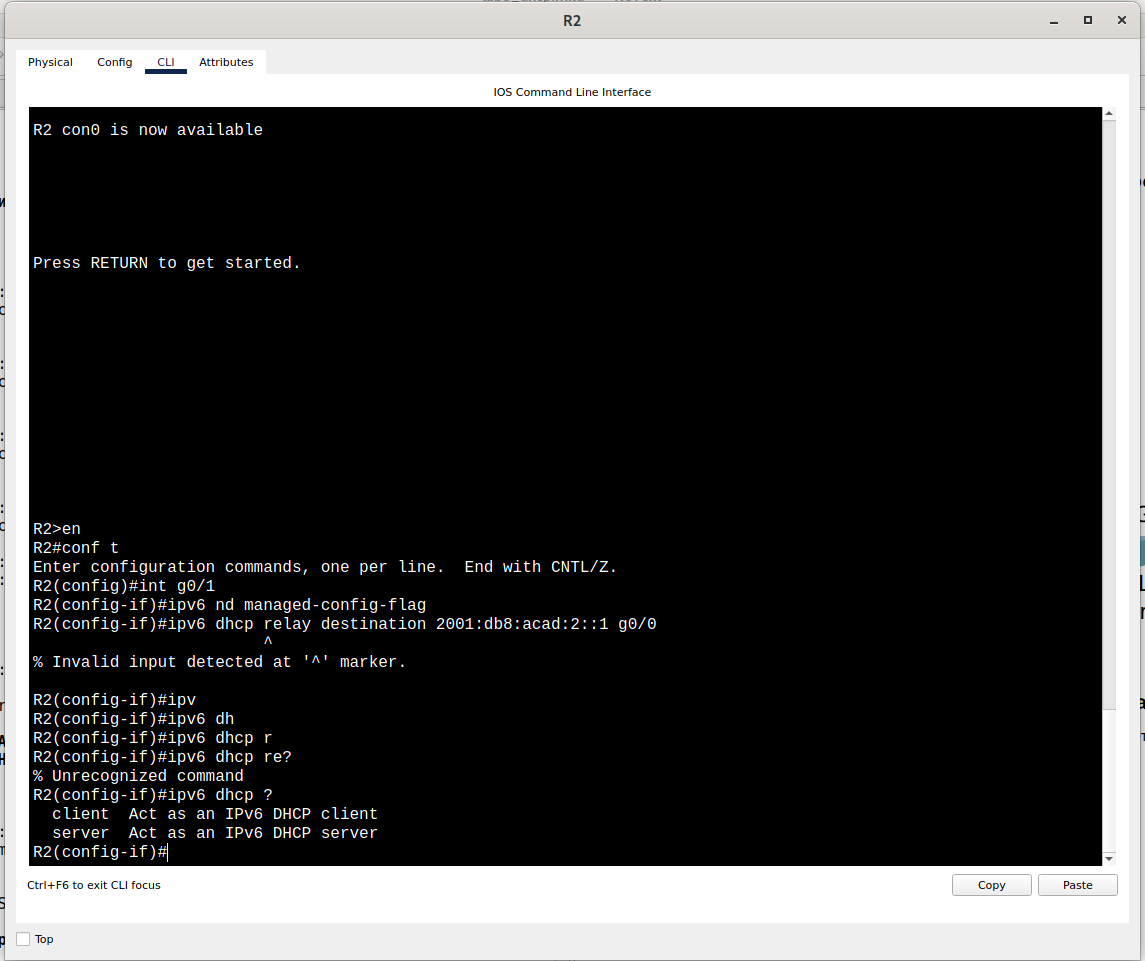 R2
Physical Config CLI Attributes
IOS Command Line Interface
R2 con0 is now available
Press RETURN to get started.
R2>en
R2#conf t
Enter configuration commands, one per line.  End with CNTL/Z.
R2(config)#int g0/1
R2(config-if)#ipv6 nd managed-config-flag
R2(config-if)#ipv6 dhcp relay destination 2001:db8:acad:2::1 g0/0
^
% Invalid input detected at '^' marker.
R2(config-if)#ipv
R2(config-if)#ipv6 dh
R2(config-if)#ipv6 dhcp r
R2(config-if)#ipv6 dhcp re?
% Unrecognized command
R2(config-if)#ipv6 dhcp ?
client  Act as an IPv6 DHCP client
server  Act as an IPv6 DHCP server
R2(config-if)#
Ctrl+F6 to exit CLI focus
Copy Paste
Top